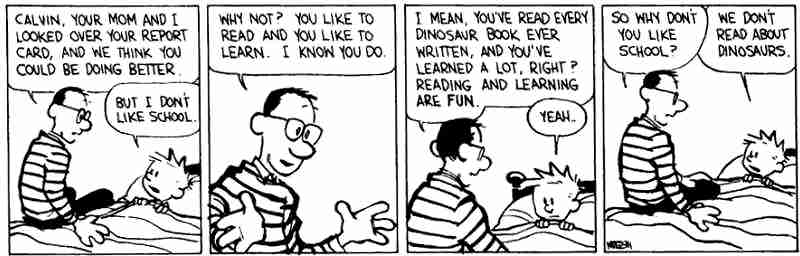 CALVIN, YOUR MOM AND I
LOOKED OVER YOUR REPORT
CARD, AND WE THINK YOU
COULD BE DOING BETTER.
BUT I DON'T
LIKE SCHOOL.
WHY NOT? YOU LIKE TO
READ AND YOU LIKE TO
LEARN. I KNOW YOU DO.
I MEAN, YOU'VE READ EVERY
DINOSAUR BOOK EVER
WRITTEN, AND YOU'VE
LEARNED A LOT, RIGHT?
READING AND LEARNING
ARE FUN.
YEAH..
SO WHY DON'T
YOU LIKE
SCHOOL?
WE DON'T
READ ABOUT
DINOSAURS.